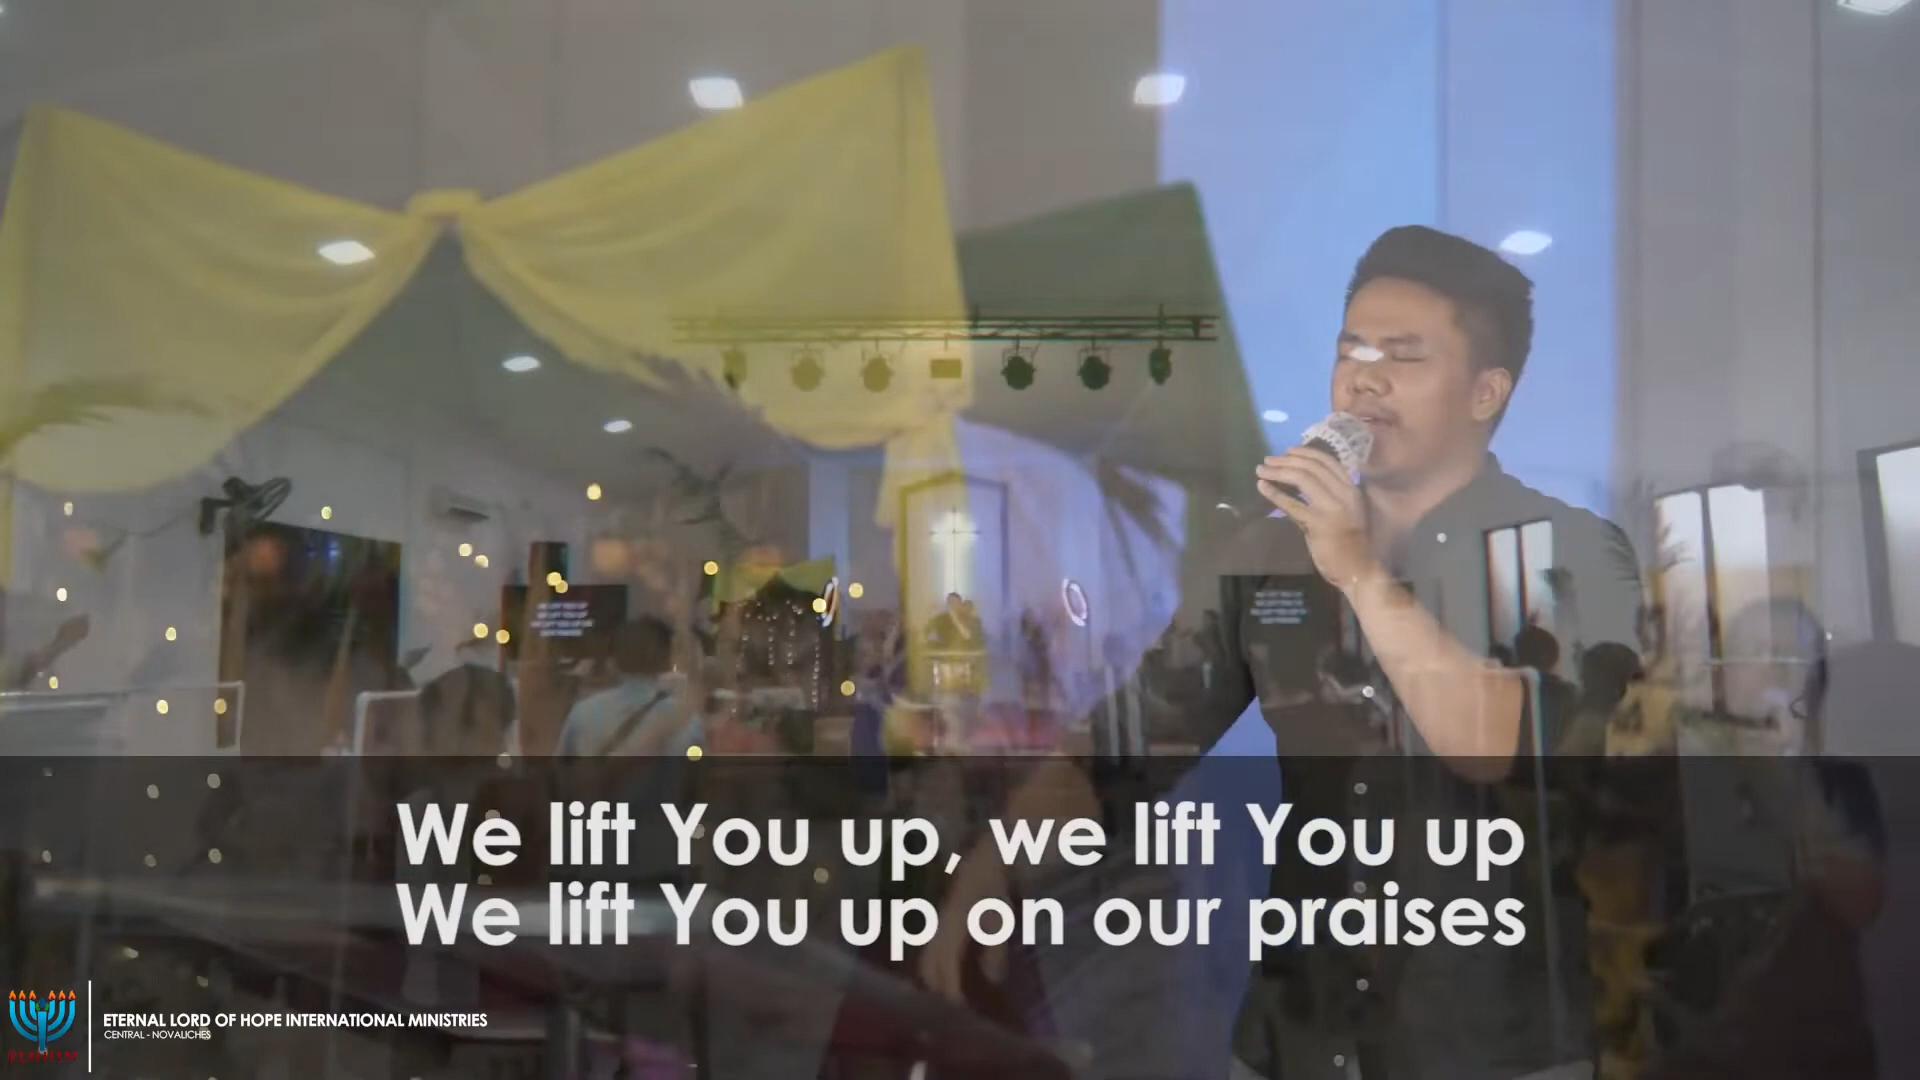 We lift You up, we lift You up
We lift You up on our praises
ETERNAL LORD OF HOPE INTERNATIONAL MINISTRIES
CENTRAL - NOVALICHES